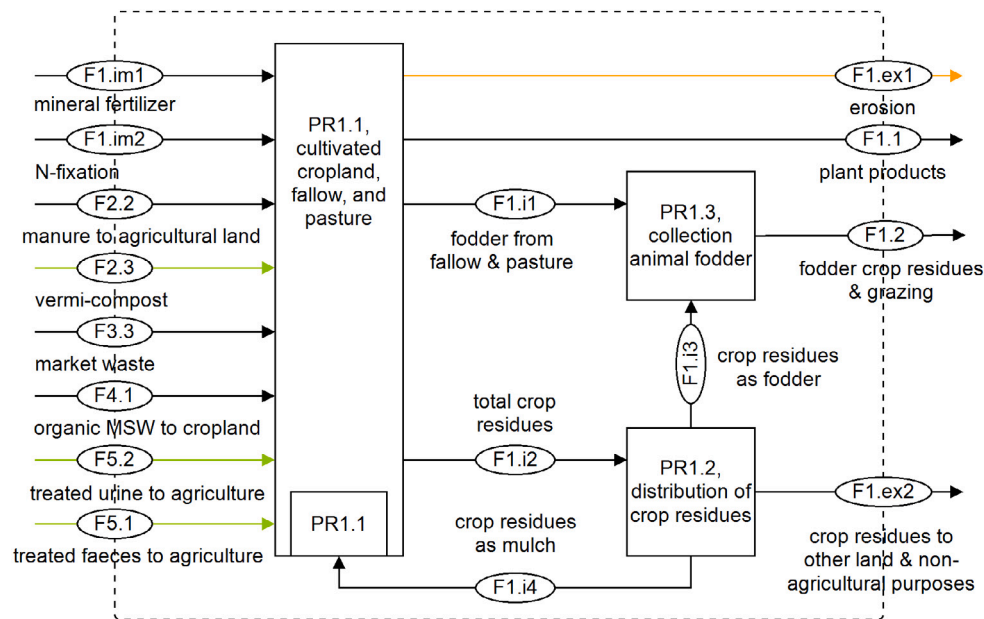 F1.im1
mineral fertilizer
F1.im2
N-fixation
F2.2
manure to agricultural land
F2.3
vermi-compost
F3.3
market waste
F4.1
organic MSW to cropland
F5.2
treated urine to agriculture
F5.1
treated faeces to agriculture
PR1.1,
cultivated
cropland,
fallow, and
pasture
PR1.1
F1.i1
fodder from
fallow & pasture
total crop
residues
F1.i2
crop residues
as mulch
F1.i4
PR1.3,
collection
animal fodder
F1.i3
crop residues
as fodder
PR1.2,
distribution of
crop residues
F1.ex1
erosion
F1.1
plant products
F1.2
fodder crop residues
& grazing
F1.ex2
crop residues to
other land & non-
agricultural purposes